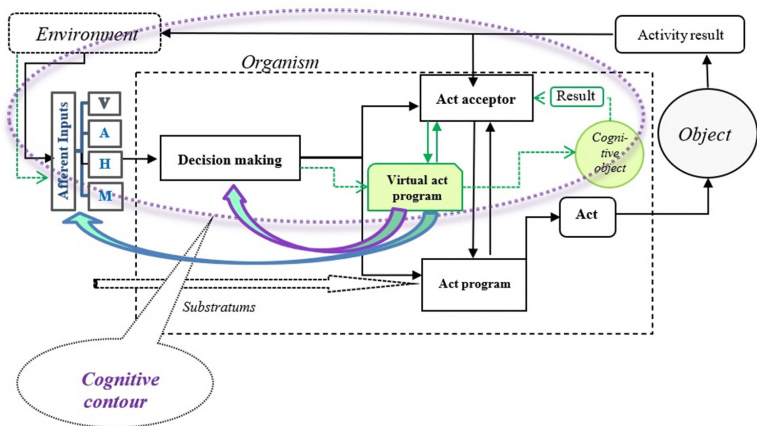 Environment
Activity result
Organism
Afferent Inputs
V
A
H
M
Decision making
Act acceptor
Result
Cogni-
tive
object
Object
Virtual act
program
Act
Act program
Substratums
Cognitive
contour